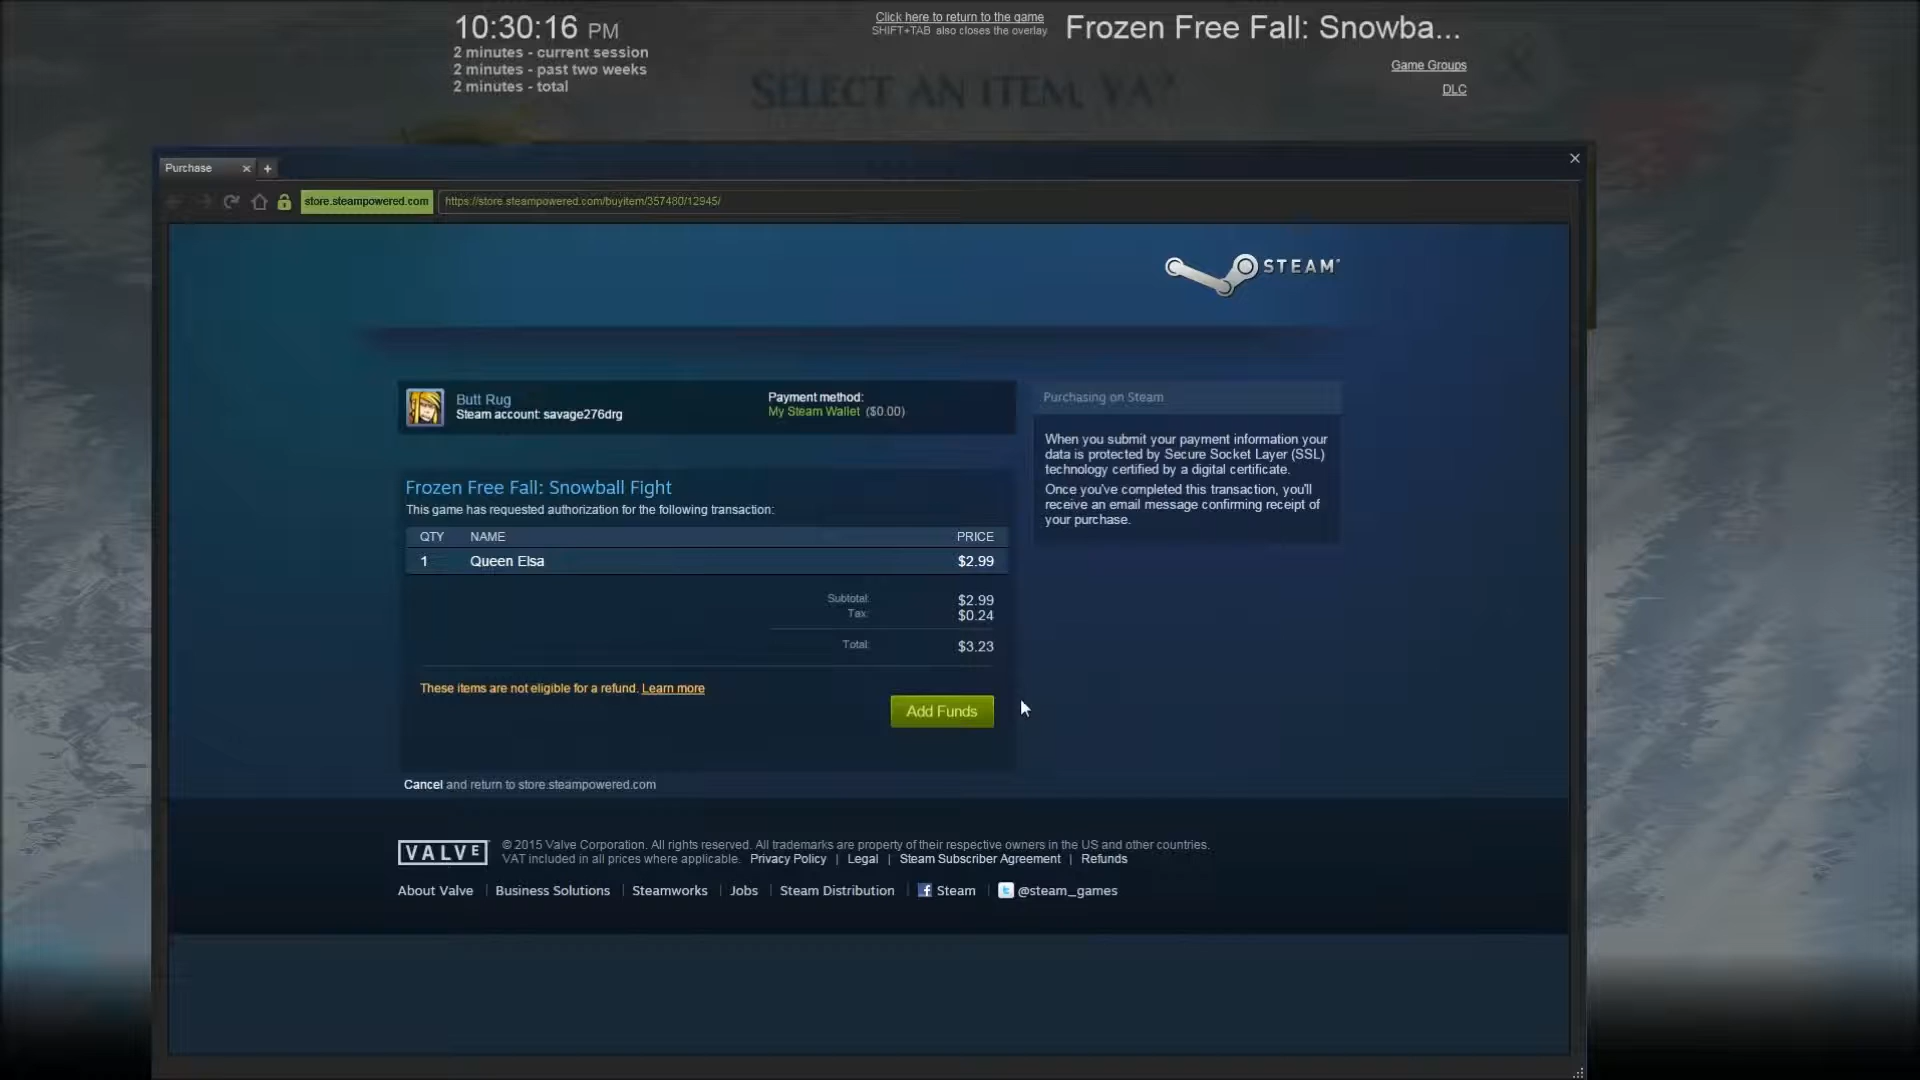 10:30:16 PM
2 minutes - current session
2 minutes - past two weeks
2 minutes - total
Click here to return to the game
SHIFT+TAB also closes the overlay
Frozen Free Fall: Snowba...
Game Groups
DLC
SELECT AN ITEM, YA?
Purchase
store.steampowered.com
https://store.steampowered.com/buyitem/357480/12945/
STEAM
Butt Rug
Steam account: savage276drg
Payment method:
My Steam Wallet ($0.00)
Purchasing on Steam
When you submit your payment information your
data is protected by Secure Socket Layer (SSL)
technology certified by a digital certificate.
Once you've completed this transaction, you'll
receive an email message confirming receipt of
your purchase.
Frozen Free Fall: Snowball Fight
This game has requested authorization for the following transaction:
QTY NAME PRICE
1 Queen Elsa $2.99
Subtotal: $2.99
Tax: $0.24
Total: $3.23
These items are not eligible for a refund. Learn more
Add Funds
Cancel and return to store.steampowered.com
VALVE
© 2015 Valve Corporation. All rights reserved. All trademarks are property of their respective owners in the US and other countries.
VAT included in all prices where applicable. Privacy Policy | Legal | Steam Subscriber Agreement | Refunds
About Valve | Business Solutions | Steamworks | Jobs | Steam Distribution | Steam | @steam_games